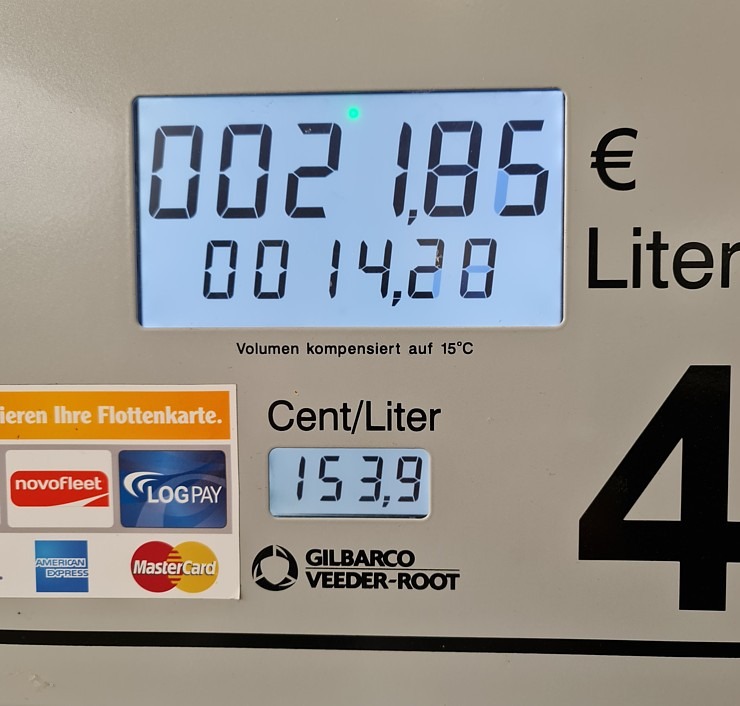 0021,85 €
0014,20 Liter
Volumen kompensiert auf 15°C
ieren Ihre Flottenkarte.
Cent/Liter
153,9
novofleet
LOGPAY
AMERICAN EXPRESS
MasterCard
GILBARCO
VEEDER-ROOT
4